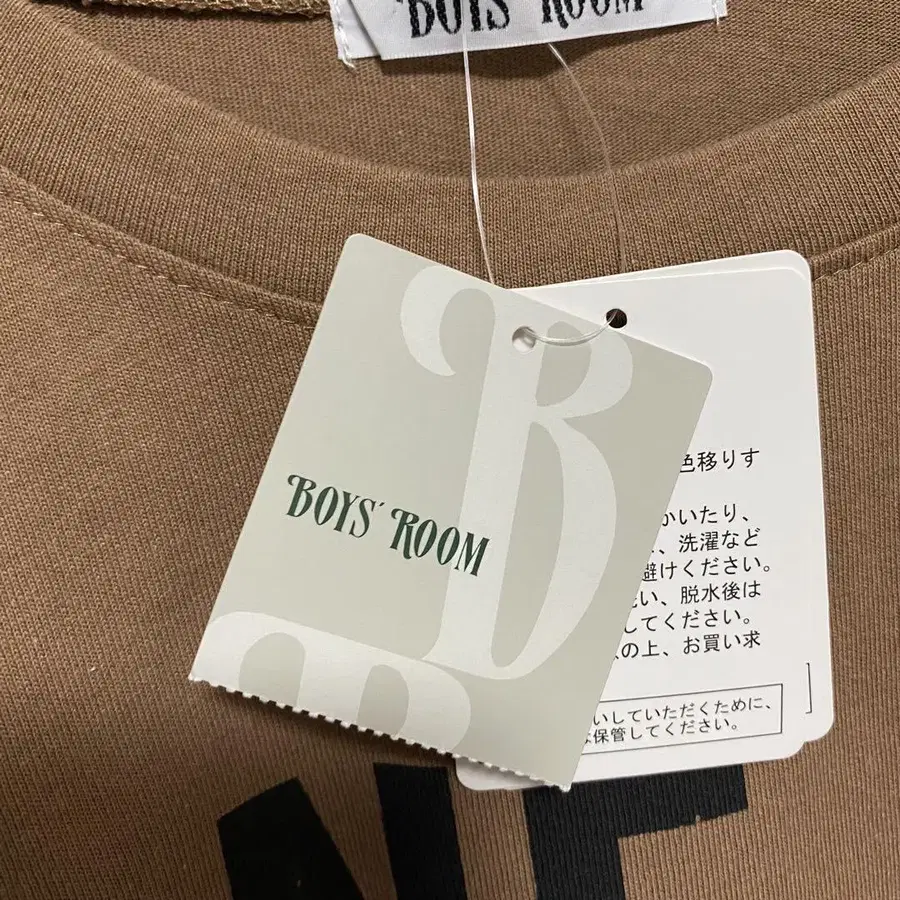 BOYS' ROOM
BOYS' ROOM
色移りす
かいたり、
洗濯など
避けください。
い、脱水後は
してください。
の上、お買い求
いしていただくために、
保管してください。